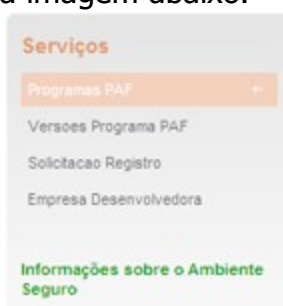 a imagem abaixo.
Serviços
Programas PAF
Versoes Programa PAF
Solicitacao Registro
Empresa Desenvolvedora
Informações sobre o Ambiente
Seguro